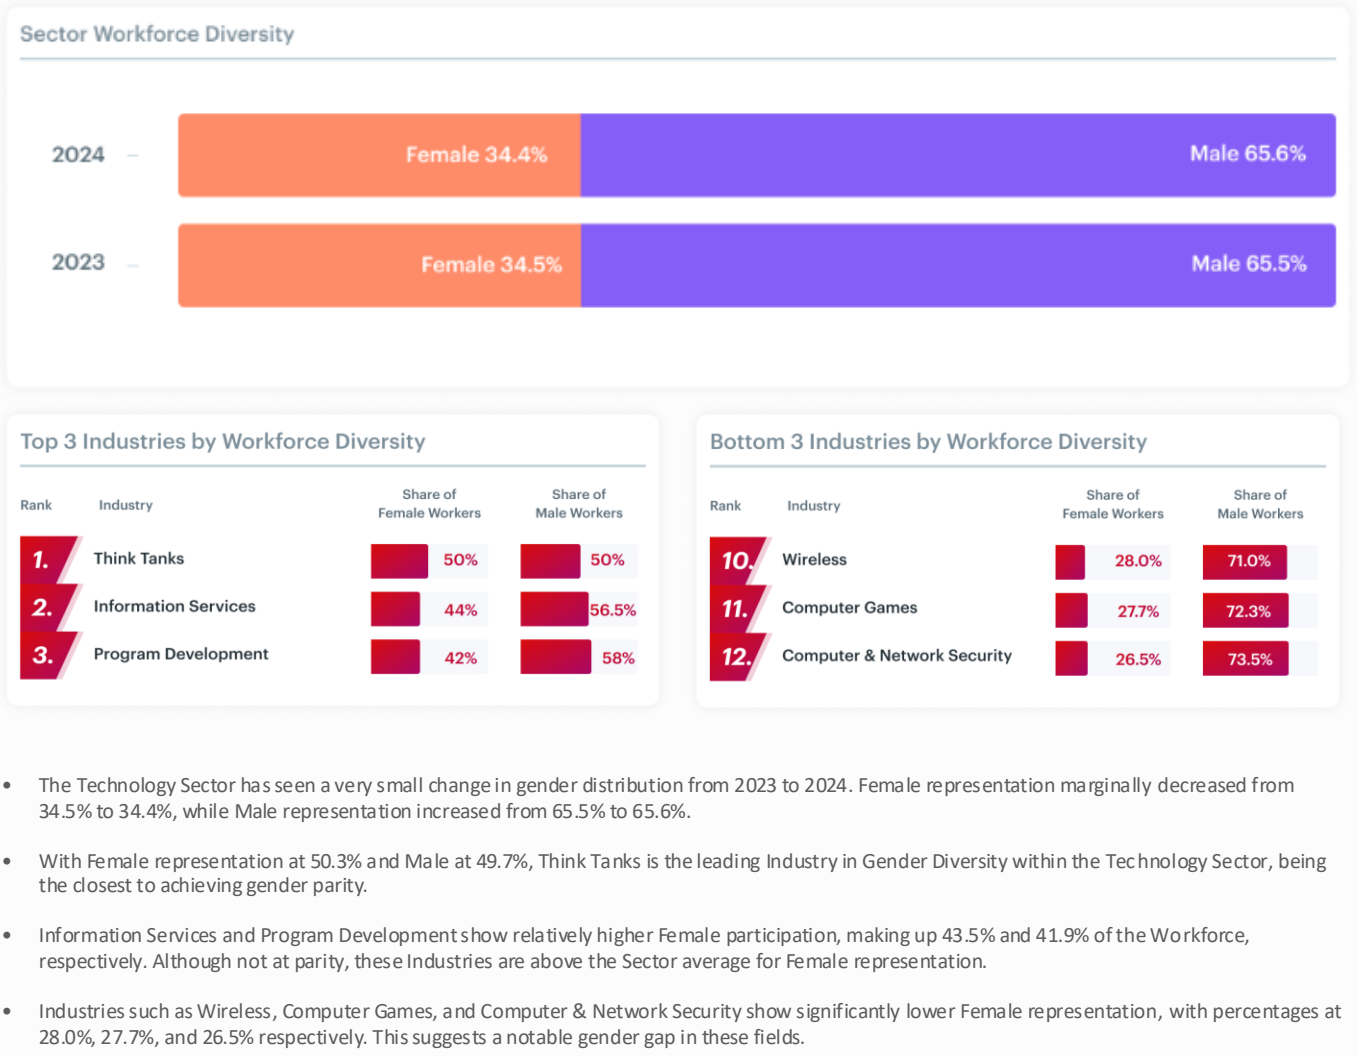 Sector Workforce Diversity
2024
Female 34.4%
Male 65.6%
2023
Female 34.5%
Male 65.5%
Top 3 Industries by Workforce Diversity
Rank
Industry
Share of
Female Workers
Share of
Male Workers
1.
Think Tanks
50%
50%
2.
Information Services
44%
56.5%
3.
Program Development
42%
58%
Bottom 3 Industries by Workforce Diversity
Rank
Industry
Share of
Female Workers
Share of
Male Workers
10.
Wireless
28.0%
71.0%
11.
Computer Games
27.7%
72.3%
12.
Computer & Network Security
26.5%
73.5%
• The Technology Sector has seen a very small change in gender distribution from 2023 to 2024. Female representation marginally decreased from
34.5% to 34.4%, while Male representation increased from 65.5% to 65.6%.
• With Female representation at 50.3% and Male at 49.7%, Think Tanks is the leading Industry in Gender Diversity within the Technology Sector, being
the closest to achieving gender parity.
• Information Services and Program Development show relatively higher Female participation, making up 43.5% and 41.9% of the Workforce,
respectively. Although not at parity, these Industries are above the Sector average for Female representation.
• Industries such as Wireless, Computer Games, and Computer & Network Security show significantly lower Female representation, with percentages at
28.0%, 27.7%, and 26.5% respectively. This suggests a notable gender gap in these fields.